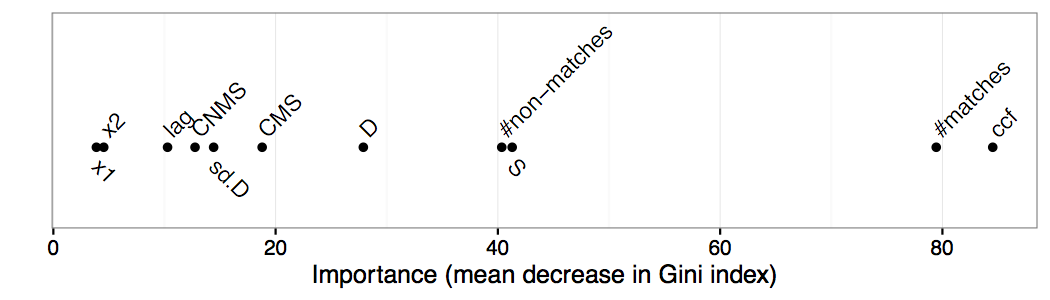 x1
x2
lag
CNMS
sd.D
CMS
D
#non-matches
S
#matches
ccf
0 20 40 60 80
Importance (mean decrease in Gini index)